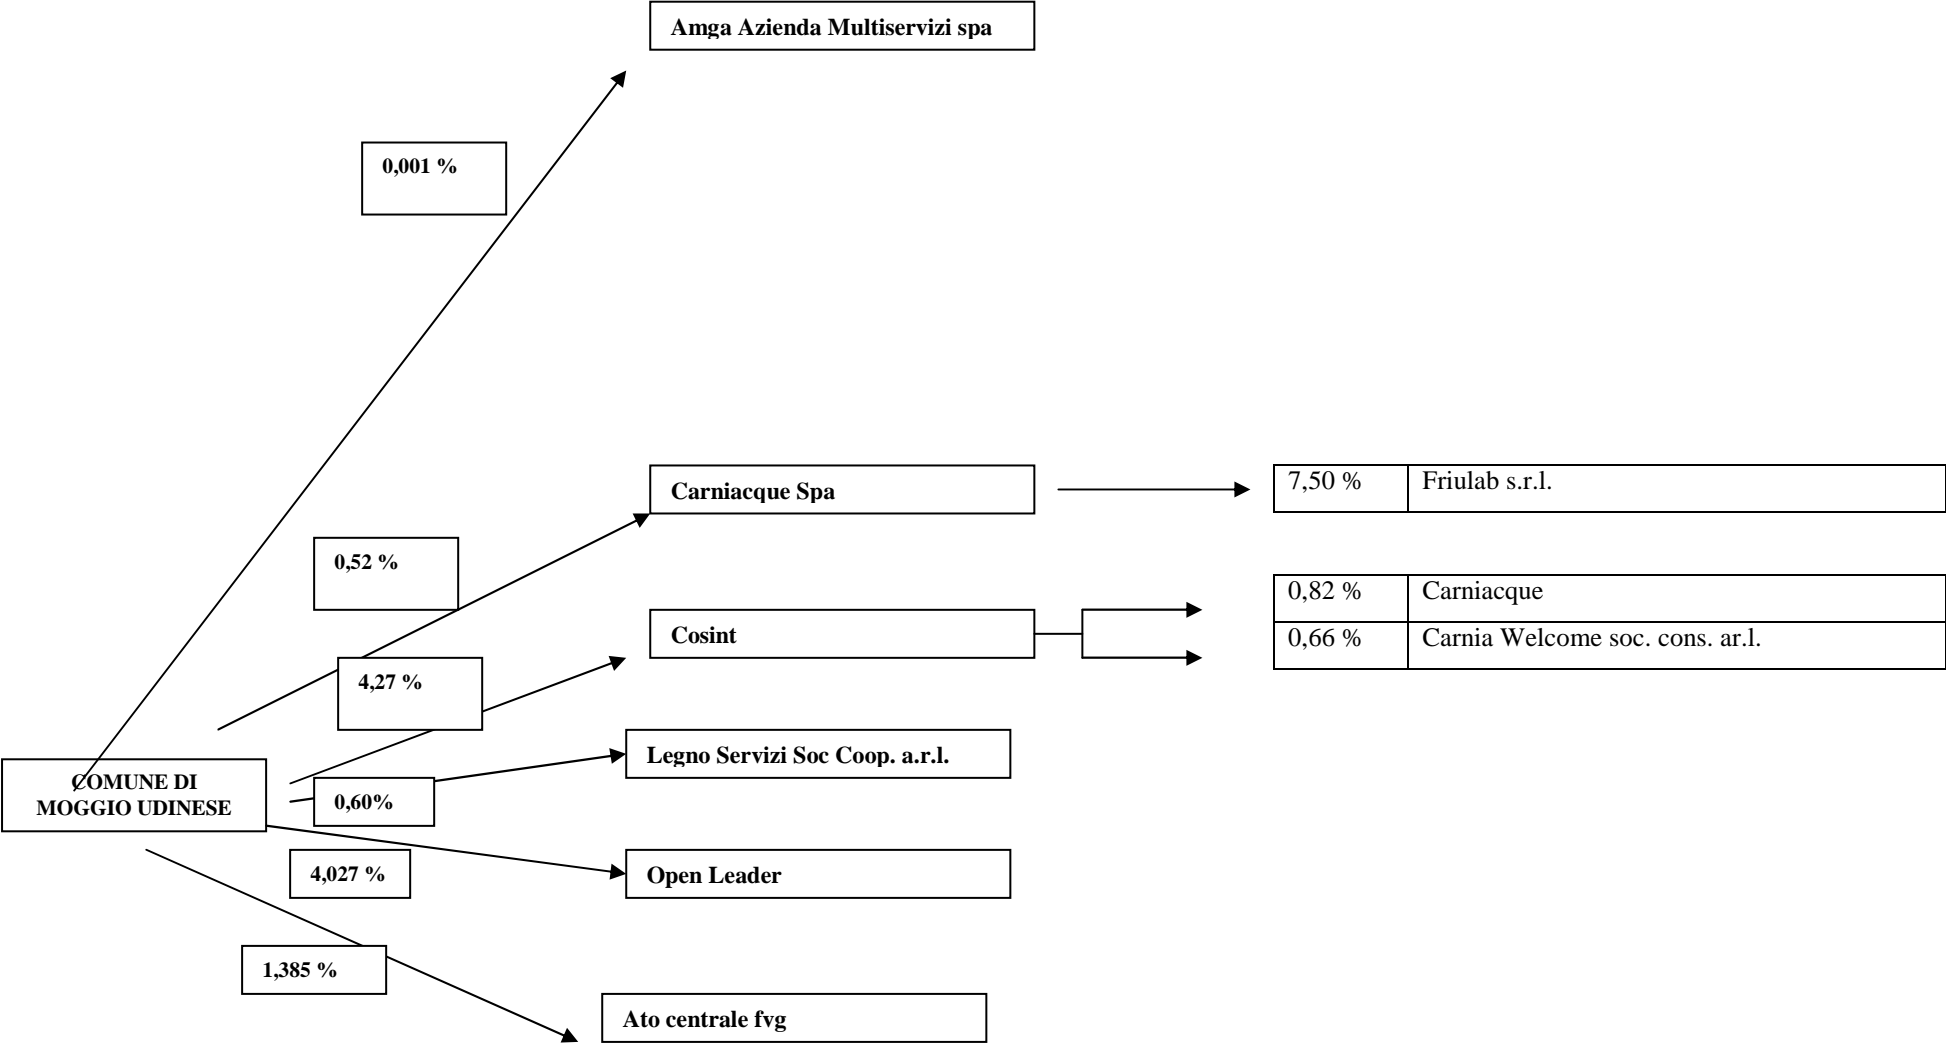 Amga Azienda Multiservizi spa
0,001 %
Carniacque Spa
7,50 %
Friulab s.r.l.
0,52 %
0,82 %
Carniacque
Cosint
0,66 %
Carnia Welcome soc. cons. ar.l.
4,27 %
Legno Servizi Soc Coop. a.r.l.
COMUNE DI
MOGGIO UDINESE
0,60%
4,027 %
Open Leader
1,385 %
Ato centrale fvg